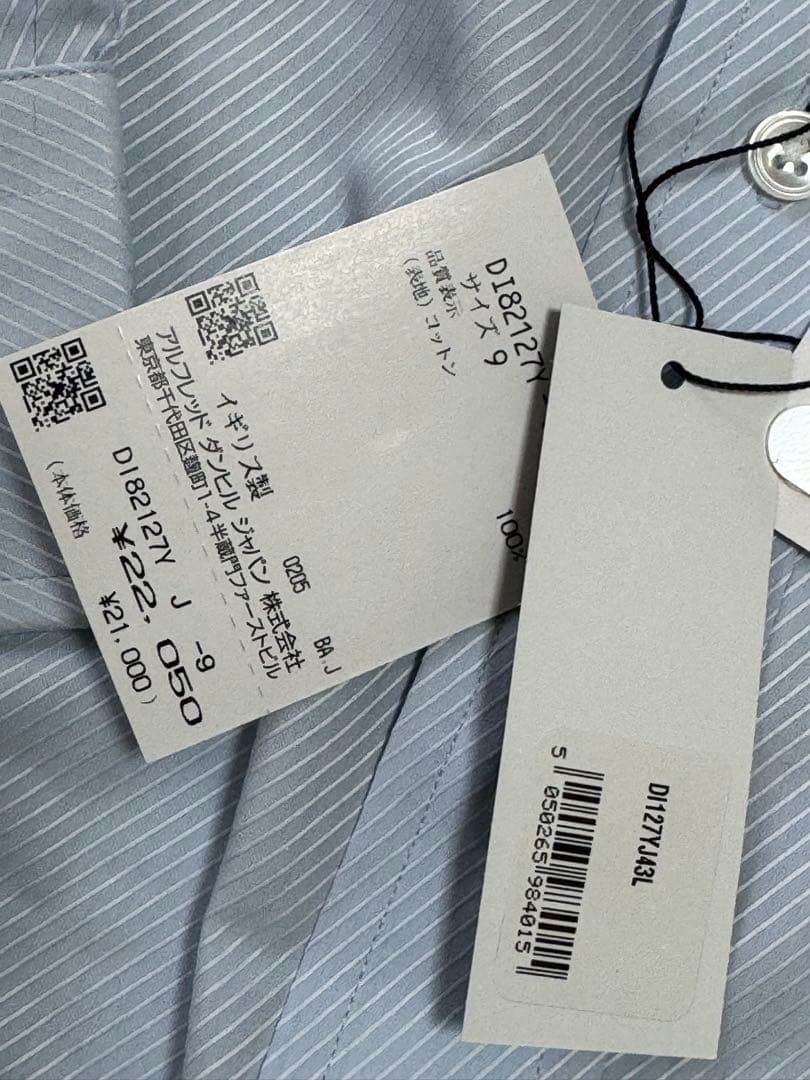 DI82127Y
サイズ 9
品質表示
(表地) コットン
100%
イギリス製
0205
BA.J
アルフレッド ダンヒル ジャパン 株式会社
東京都千代田区麹町1-4半蔵門ファーストビル
DI82127Y J -9
¥22,050
(本体価格 ¥21,000)
DI127YJ43L
5 050265 984015